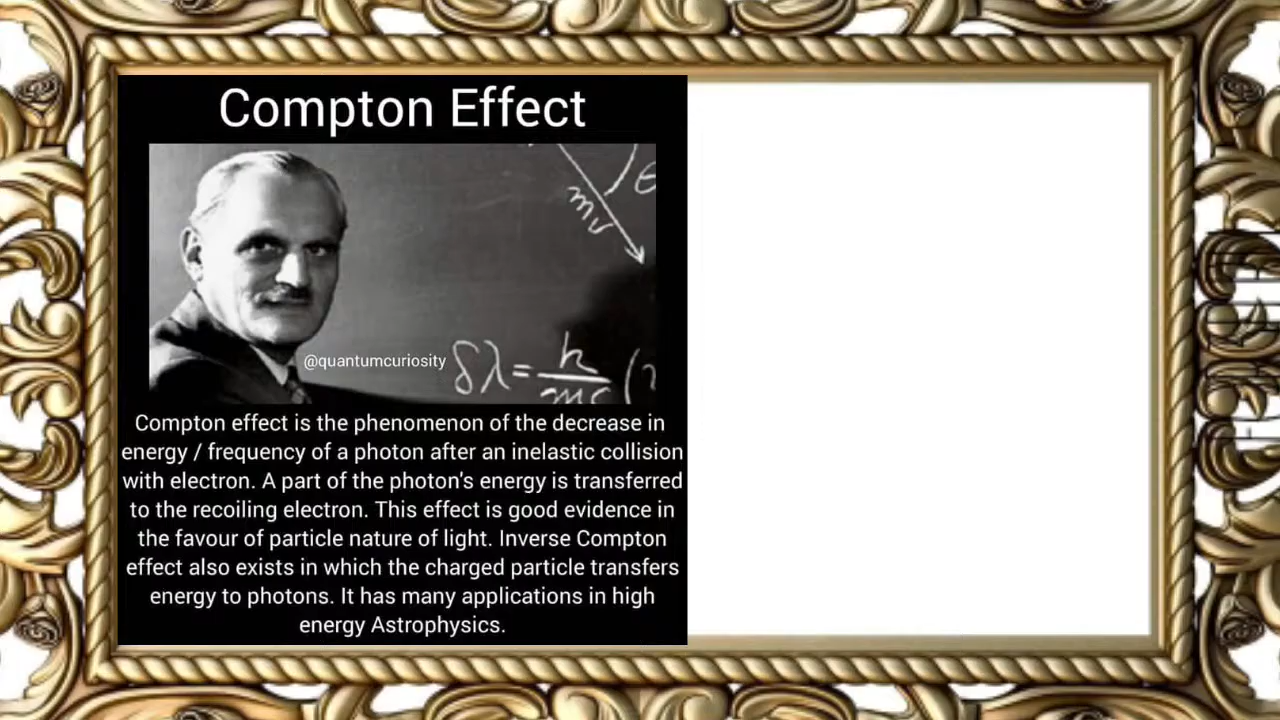 Compton Effect
mv
θ
@quantumcuriosity
δλ = h
mc (
Compton effect is the phenomenon of the decrease in
energy / frequency of a photon after an inelastic collision
with electron. A part of the photon's energy is transferred
to the recoiling electron. This effect is good evidence in
the favour of particle nature of light. Inverse Compton
effect also exists in which the charged particle transfers
energy to photons. It has many applications in high
energy Astrophysics.